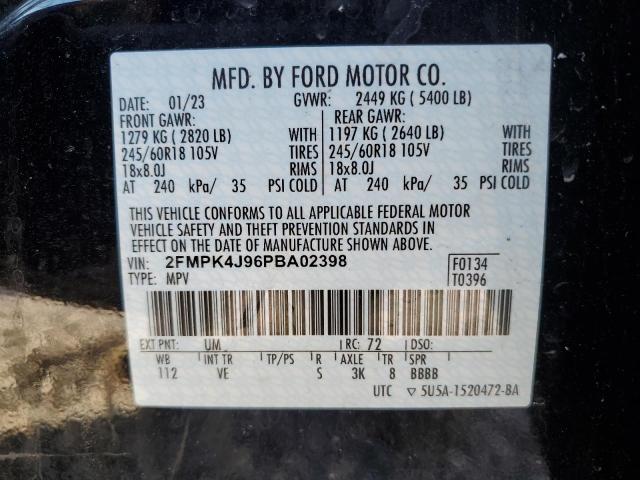 MFD. BY FORD MOTOR CO.
DATE: 01/23 GVWR: 2449 KG (5400 LB)
FRONT GAWR: REAR GAWR:
1279 KG (2820 LB) WITH 1197 KG (2640 LB) WITH
245/60R18 105V TIRES 245/60R18 105V TIRES
18x8.0J RIMS 18x8.0J RIMS
AT 240 kPa/ 35 PSI COLD AT 240 kPa/ 35 PSI COLD
THIS VEHICLE CONFORMS TO ALL APPLICABLE FEDERAL MOTOR
VEHICLE SAFETY AND THEFT PREVENTION STANDARDS IN
EFFECT ON THE DATE OF MANUFACTURE SHOWN ABOVE.
VIN: 2FMPK4J96PBA02398 F0134
TYPE: MPV T0396
EXT PNT: UM RC: 72 DSO:
WB INT TR TP/PS R AXLE TR SPR
112 VE S 3K 8 BBBB
UTC ▽ 5U5A-1520472-BA